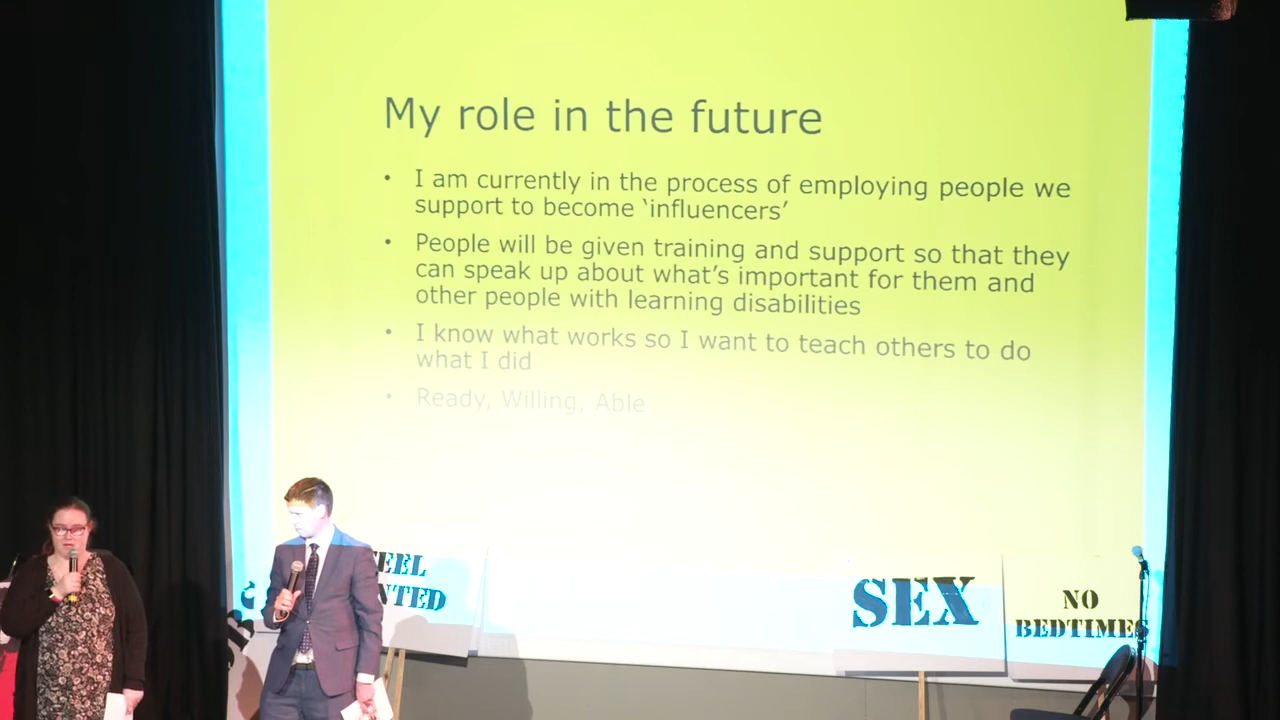 My role in the future
• I am currently in the process of employing people we
support to become ‘influencers’
• People will be given training and support so that they
can speak up about what’s important for them and
other people with learning disabilities
• I know what works so I want to teach others to do
what I did
• Ready, Willing, Able
SEX
NO
BEDTIMES